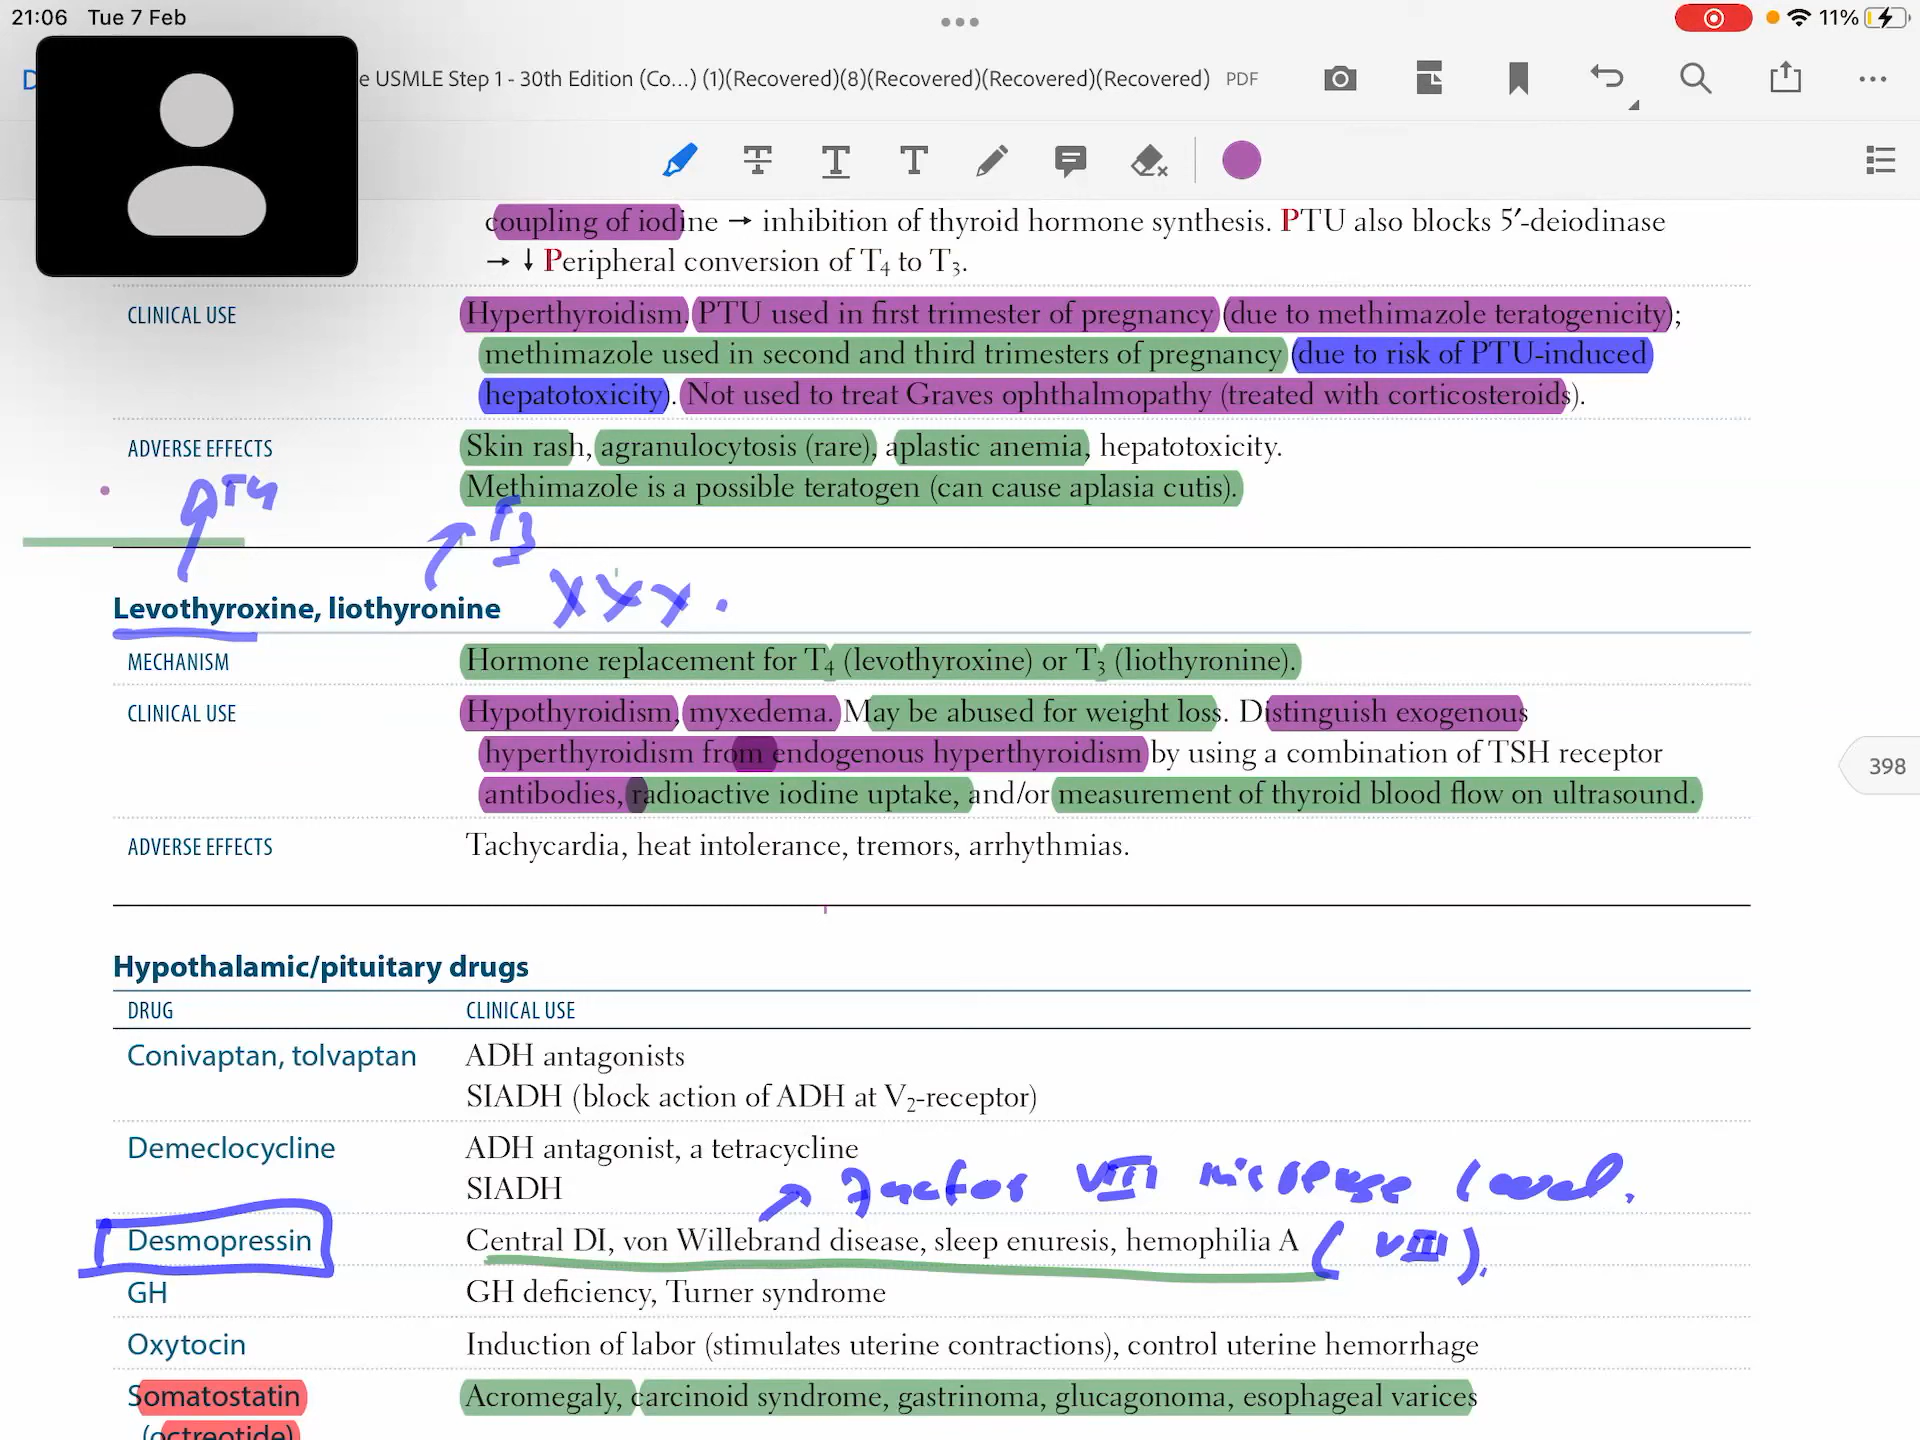 21:06 Tue 7 Feb
11%
D
e USMLE Step 1 - 30th Edition (Co...) (1)(Recovered)(8)(Recovered)(Recovered)(Recovered) PDF
coupling of iodine → inhibition of thyroid hormone synthesis. PTU also blocks 5′-deiodinase
→ ↓ Peripheral conversion of T4 to T3.
CLINICAL USE
Hyperthyroidism. PTU used in first trimester of pregnancy (due to methimazole teratogenicity);
methimazole used in second and third trimesters of pregnancy (due to risk of PTU-induced
hepatotoxicity). Not used to treat Graves ophthalmopathy (treated with corticosteroids).
ADVERSE EFFECTS
Skin rash, agranulocytosis (rare), aplastic anemia, hepatotoxicity.
Methimazole is a possible teratogen (can cause aplasia cutis).
T4
T3
XXX.
Levothyroxine, liothyronine
MECHANISM
Hormone replacement for T4 (levothyroxine) or T3 (liothyronine).
CLINICAL USE
Hypothyroidism, myxedema. May be abused for weight loss. Distinguish exogenous
hyperthyroidism from endogenous hyperthyroidism by using a combination of TSH receptor
antibodies, radioactive iodine uptake, and/or measurement of thyroid blood flow on ultrasound.
398
ADVERSE EFFECTS
Tachycardia, heat intolerance, tremors, arrhythmias.
Hypothalamic/pituitary drugs
DRUG CLINICAL USE
Conivaptan, tolvaptan
ADH antagonists
SIADH (block action of ADH at V2-receptor)
Demeclocycline
ADH antagonist, a tetracycline
SIADH
factor VIII level.
Desmopressin
Central DI, von Willebrand disease, sleep enuresis, hemophilia A (VIII).
GH
GH deficiency, Turner syndrome
Oxytocin
Induction of labor (stimulates uterine contractions), control uterine hemorrhage
Somatostatin
Acromegaly, carcinoid syndrome, gastrinoma, glucagonoma, esophageal varices
(octreotide)